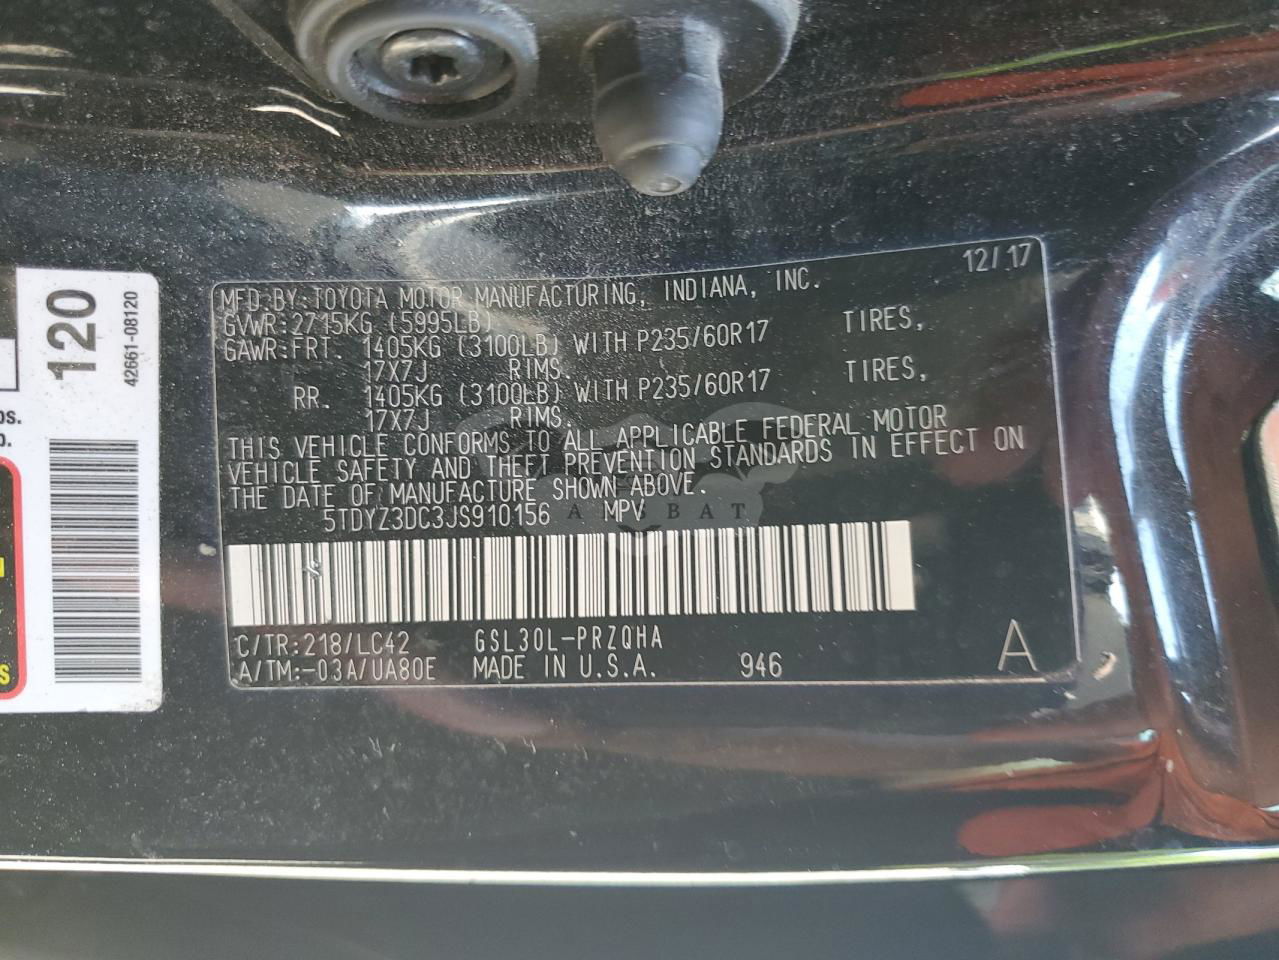 12/17
MFD.BY:TOYOTA MOTOR MANUFACTURING, INDIANA, INC.
GVWR:2715KG (5995LB)
GAWR:FRT. 1405KG (3100LB) WITH P235/60R17 TIRES,
17X7J RIMS.
RR. 1405KG (3100LB) WITH P235/60R17 TIRES,
17X7J RIMS.
THIS VEHICLE CONFORMS TO ALL APPLICABLE FEDERAL MOTOR
VEHICLE SAFETY AND THEFT PREVENTION STANDARDS IN EFFECT ON
THE DATE OF MANUFACTURE SHOWN ABOVE.
5TDYZ3DC3JS910156 MPV
C/TR:218/LC42 GSL30L-PRZQHA
A/TM:-03A/UA80E MADE IN U.S.A. 946 A
120
42661-08120